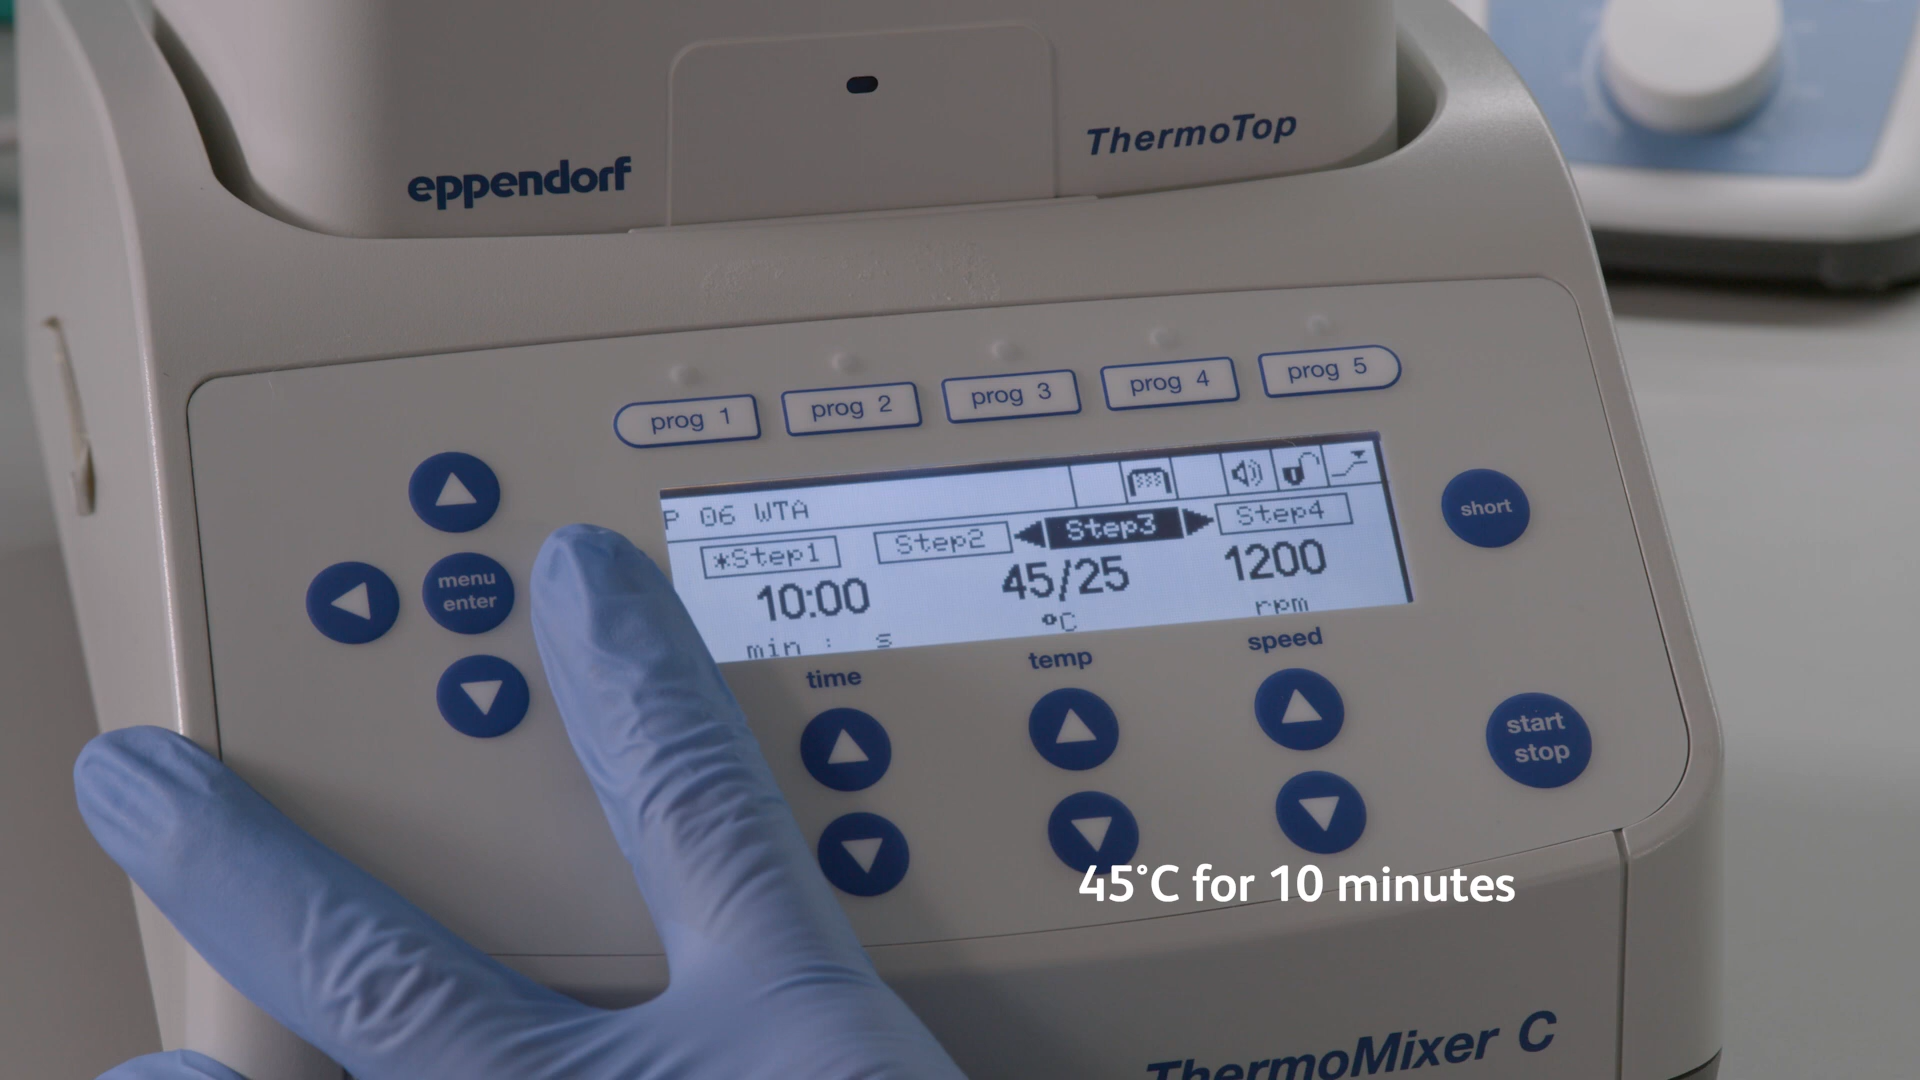 eppendorf
ThermoTop
prog 1
prog 2
prog 3
prog 4
prog 5
P 06 WTA
*Step1
Step2
Step3
Step4
10:00
45/25
1200
min : s
°C
rpm
menu
enter
short
time
temp
speed
start
stop
45°C for 10 minutes
ThermoMixer C